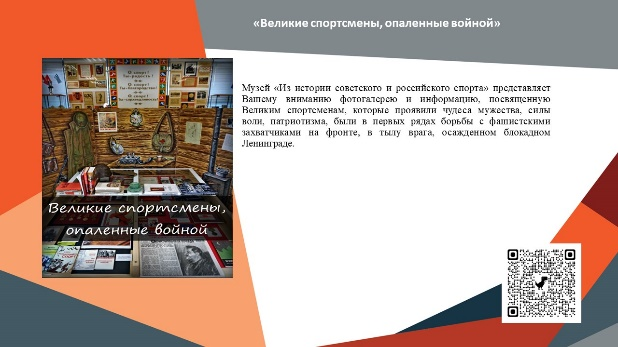 «Великие спортсмены, опаленные войной»
Музей «Из истории советского и российского спорта» представляет
Вашему вниманию фотогалерею и информацию, посвященную
Великим спортсменам, которые проявили чудеса мужества, силы
воли, патриотизма, были в первых рядах борьбы с фашистскими
захватчиками на фронте, в тылу врага, осажденном блокадном
Ленинграде.
Великие спортсмены,
опаленные войной